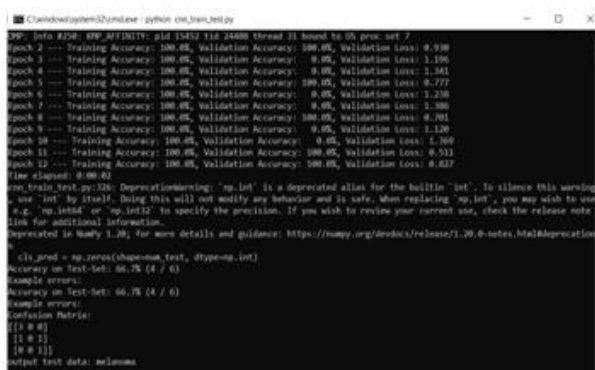 C:\windows\system32\cmd.exe - python cnn_train_test.py
OMP: Info #250: KMP_AFFINITY: pid 15452 tid 24408 thread 31 bound to OS proc set 7
Epoch 2 --- Training Accuracy: 100.0%, Validation Accuracy: 100.0%, Validation Loss: 0.930
Epoch 3 --- Training Accuracy: 100.0%, Validation Accuracy: 0.0%, Validation Loss: 1.196
Epoch 4 --- Training Accuracy: 100.0%, Validation Accuracy: 0.0%, Validation Loss: 1.341
Epoch 5 --- Training Accuracy: 100.0%, Validation Accuracy: 100.0%, Validation Loss: 0.777
Epoch 6 --- Training Accuracy: 100.0%, Validation Accuracy: 0.0%, Validation Loss: 1.238
Epoch 7 --- Training Accuracy: 100.0%, Validation Accuracy: 0.0%, Validation Loss: 1.386
Epoch 8 --- Training Accuracy: 100.0%, Validation Accuracy: 100.0%, Validation Loss: 0.701
Epoch 9 --- Training Accuracy: 100.0%, Validation Accuracy: 0.0%, Validation Loss: 1.120
Epoch 10 --- Training Accuracy: 100.0%, Validation Accuracy: 0.0%, Validation Loss: 1.360
Epoch 11 --- Training Accuracy: 100.0%, Validation Accuracy: 100.0%, Validation Loss: 0.511
Epoch 12 --- Training Accuracy: 100.0%, Validation Accuracy: 100.0%, Validation Loss: 0.827
Time elapsed: 0:00:02
cnn_train_test.py:326: DeprecationWarning: `np.int` is a deprecated alias for the builtin `int`. To silence this warning
, use `int` by itself. Doing this will not modify any behavior and is safe. When replacing `np.int`, you may wish to use
e.g. `np.int64` or `np.int32` to specify the precision. If you wish to review your current use, check the release note
link for additional information.
Deprecated in NumPy 1.20; for more details and guidance: https://numpy.org/devdocs/release/1.20.0-notes.html#deprecation
s
cls_pred = np.zeros(shape=num_test, dtype=np.int)
Accuracy on Test-Set: 66.7% (4 / 6)
Example errors:
Accuracy on Test-Set: 66.7% (4 / 6)
Example errors:
Confusion Matrix:
[[3 0 0]
[1 0 1]
[0 0 1]]
output test data: melanoma